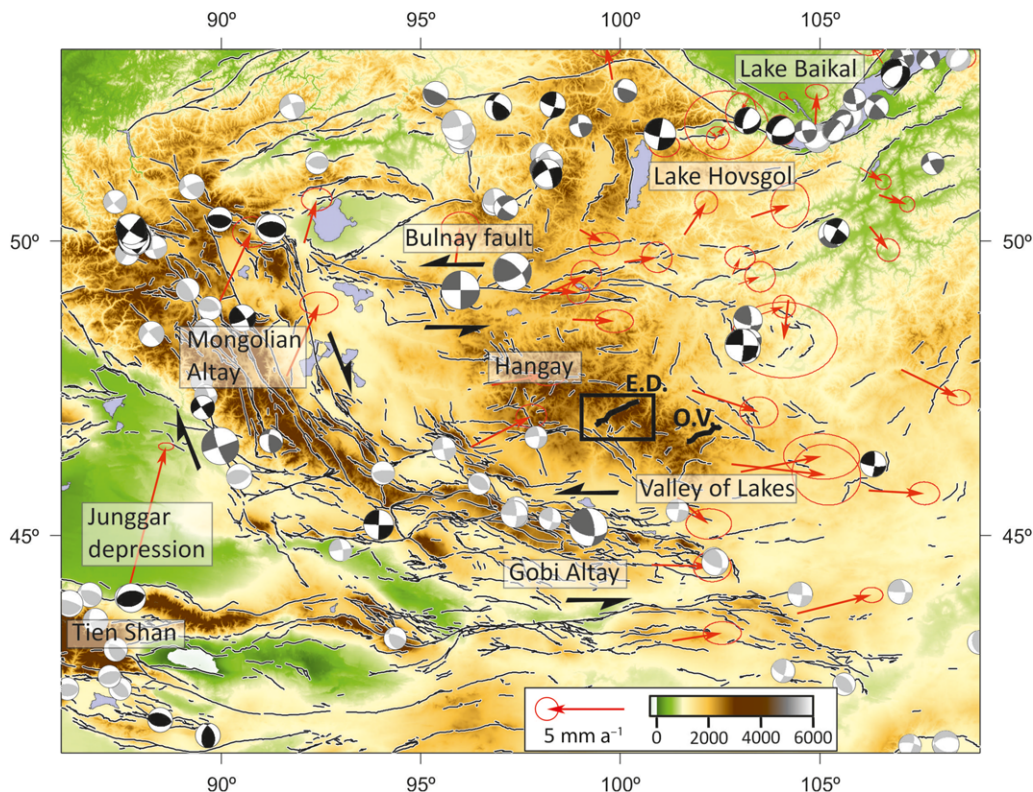 90º 95º 100º 105º
Lake Baikal
Lake Hovsgol
50º 50º
Bulnay fault
Mongolian
Altay
Hangay
E.D.
O.V.
Valley of Lakes
Junggar
depression
45º 45º
Gobi Altay
Tien Shan
5 mm a⁻¹
0 2000 4000 6000
90º 95º 100º 105º